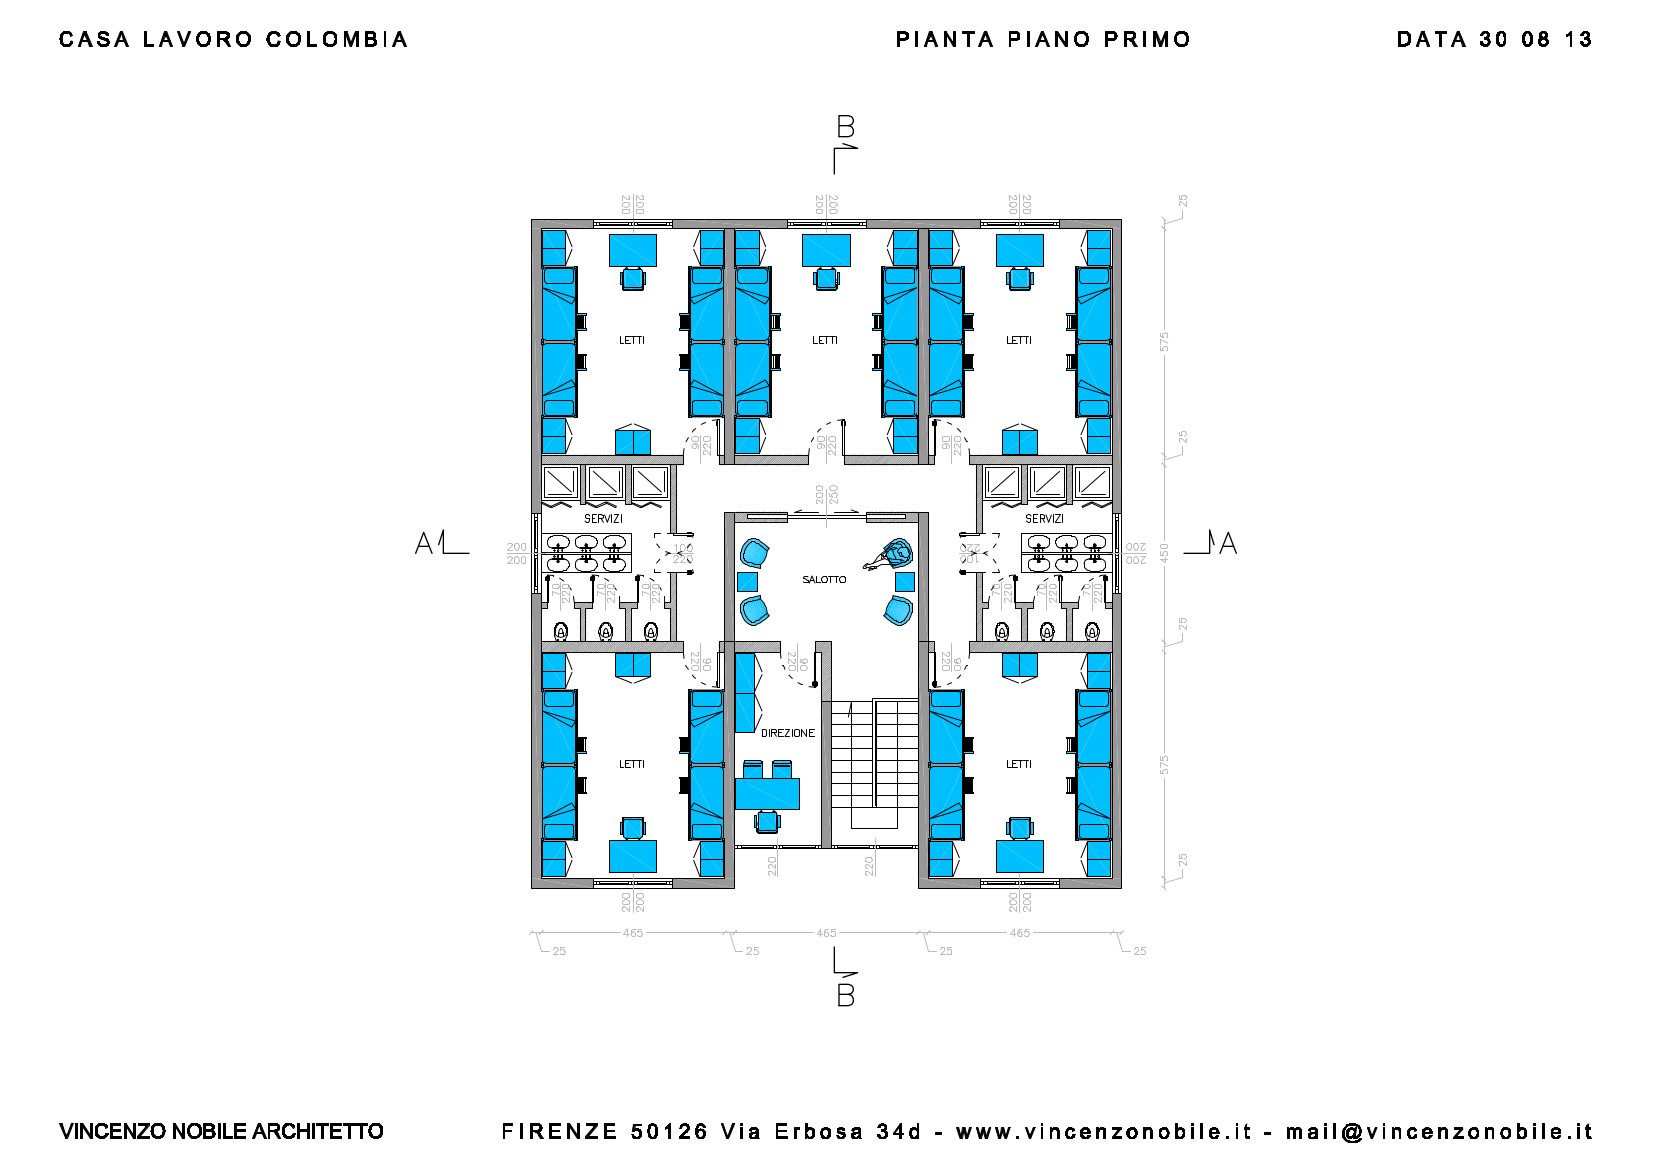 CASA LAVORO COLOMBIA PIANTA PIANO PRIMO DATA 30 08 13
B
200 200 200 200 200 200 25
575
LETTI LETTI LETTI
90 220 90 220 90 220 25
200 250
SERVIZI SERVIZI
A 200 200 100 220 220 100 200 200 450 A
SALOTTO
70 220 70 220 70 220 70 220 70 220 70 220
25
220 90 220 90 220 90
DIREZIONE
LETTI LETTI 575
220 220 25
200 200 200 200
465 465 465
25 25 25 25
B
VINCENZO NOBILE ARCHITETTO FIRENZE 50126 Via Erbosa 34d - www.vincenzonobile.it - mail@vincenzonobile.it